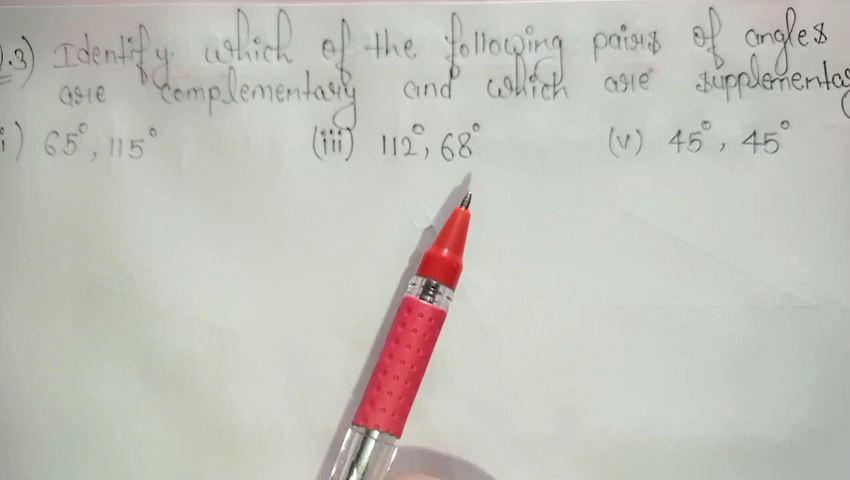 .3) Identify which of the following pairs of angles
are complementary and which are supplementary
i) 65°, 115° (iii) 112°, 68° (v) 45°, 45°